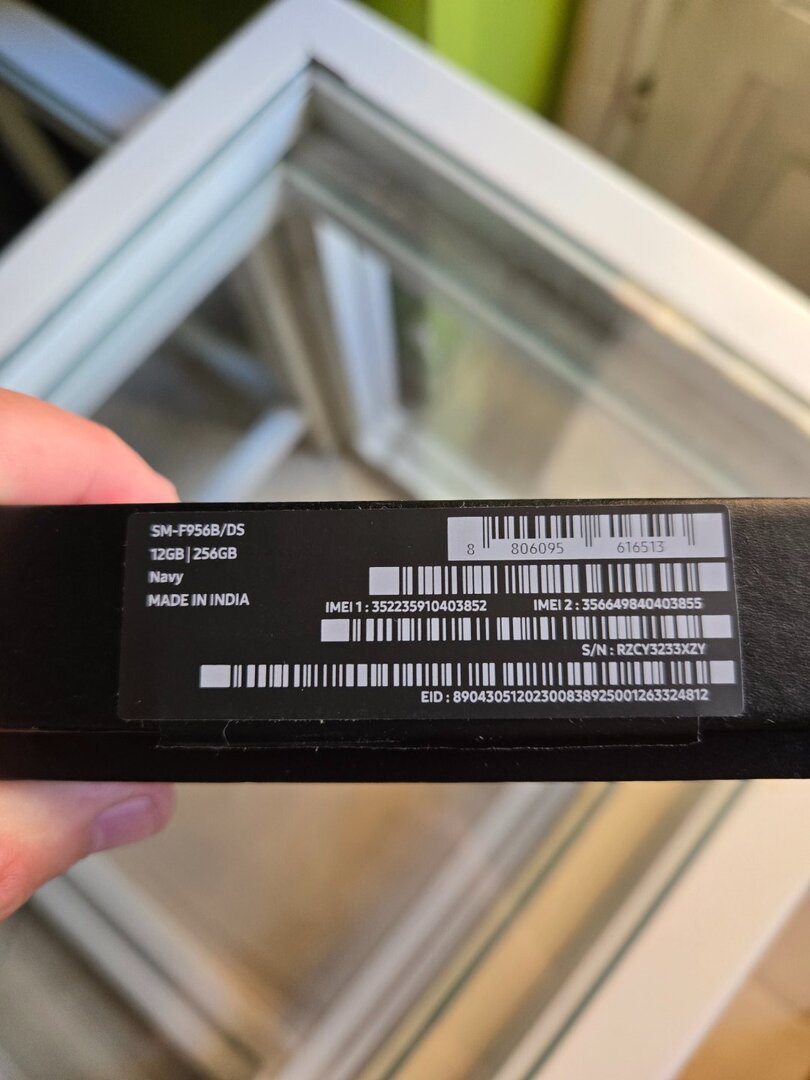 SM-F956B/DS
12GB | 256GB
Navy
MADE IN INDIA
8 806095 616513
IMEI 1 : 352235910403852 IMEI 2 : 356649840403855
S/N : RZCY3233XZY
EID : 89043051202300838925001263324812